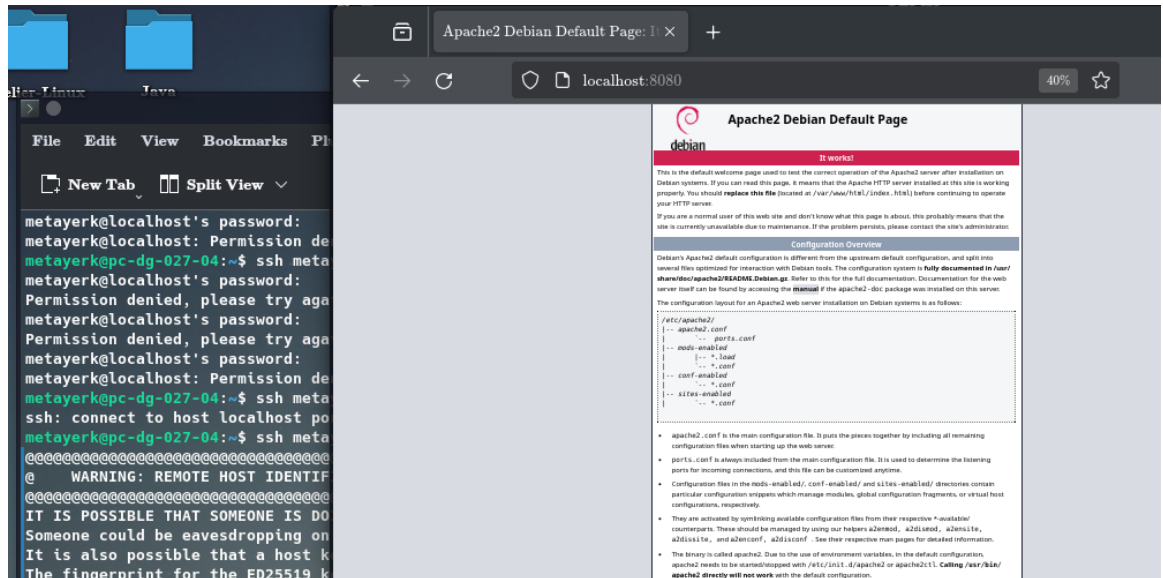 Java
File Edit View Bookmarks
New Tab Split View
metayerk@localhost's password:
metayerk@localhost: Permission de
metayerk@pc-dg-027-04:~$ ssh meta
metayerk@localhost's password:
Permission denied, please try aga
metayerk@localhost's password:
Permission denied, please try aga
metayerk@localhost's password:
metayerk@localhost: Permission de
metayerk@pc-dg-027-04:~$ ssh meta
ssh: connect to host localhost po
metayerk@pc-dg-027-04:~$ ssh meta
@@@@@@@@@@@@@@@@@@@@@@@@@@@@@@@
@ WARNING: REMOTE HOST IDENTIF
@@@@@@@@@@@@@@@@@@@@@@@@@@@@@@@
IT IS POSSIBLE THAT SOMEONE IS DO
Someone could be eavesdropping on
It is also possible that a host k
The fingerprint for the ED25519 k
Apache2 Debian Default Page: I
localhost:8080
40%
debian
Apache2 Debian Default Page
It works!
This is the default welcome page used to test the correct operation of the Apache2 server after installation on
Debian systems. If you can read this page, it means that the Apache HTTP server installed at this site is working
properly. You should replace this file (located at /var/www/html/index.html) before continuing to operate
your HTTP server.
If you are a normal user of this web site and don't know what this page is about, this probably means that the
site is currently unavailable due to maintenance. If the problem persists, please contact the site's administrator.
Configuration Overview
Debian's Apache2 default configuration is different from the upstream default configuration, and split into
several files optimized for interaction with Debian tools. The configuration system is fully documented in /usr/
share/doc/apache2/README.Debian.gz. Refer to this for the full documentation. Documentation for the web
server itself can be found by accessing the manual if the apache2-doc package was installed on this server.
The configuration layout for an Apache2 web server installation on Debian systems is as follows:
/etc/apache2/
|-- apache2.conf
| `-- ports.conf
|-- mods-enabled
| |-- *.load
| `-- *.conf
|-- conf-enabled
| `-- *.conf
|-- sites-enabled
| `-- *.conf
• apache2.conf is the main configuration file. It puts the pieces together by including all remaining
configuration files when starting up the web server.
• ports.conf is always included from the main configuration file. It is used to determine the listening
ports for incoming connections, and this file can be customized anytime.
• Configuration files in the mods-enabled/, conf-enabled/ and sites-enabled/ directories contain
particular configuration snippets which manage modules, global configuration fragments, or virtual host
configurations, respectively.
• They are activated by symlinking available configuration files from their respective *-available/
counterparts. These should be managed by using our helpers a2enmod, a2dismod, a2ensite,
a2dissite, and a2enconf, a2disconf . See their respective man pages for detailed information.
• The binary is called apache2. Due to the use of environment variables, in the default configuration,
apache2 needs to be started/stopped with /etc/init.d/apache2 or apache2ctl. Calling /usr/bin/
apache2 directly will not work with the default configuration.